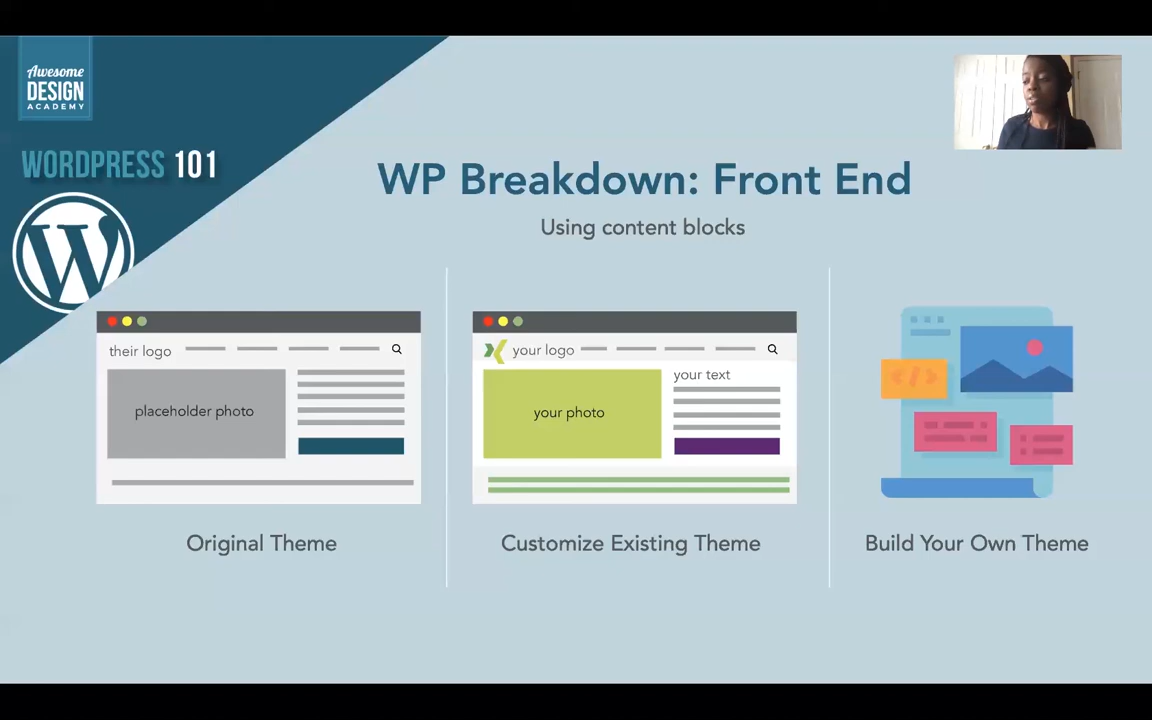 Awesome
DESIGN
ACADEMY
WORDPRESS 101
WP Breakdown: Front End
Using content blocks
their logo
placeholder photo
Original Theme
your logo
your text
your photo
Customize Existing Theme
</>
Build Your Own Theme